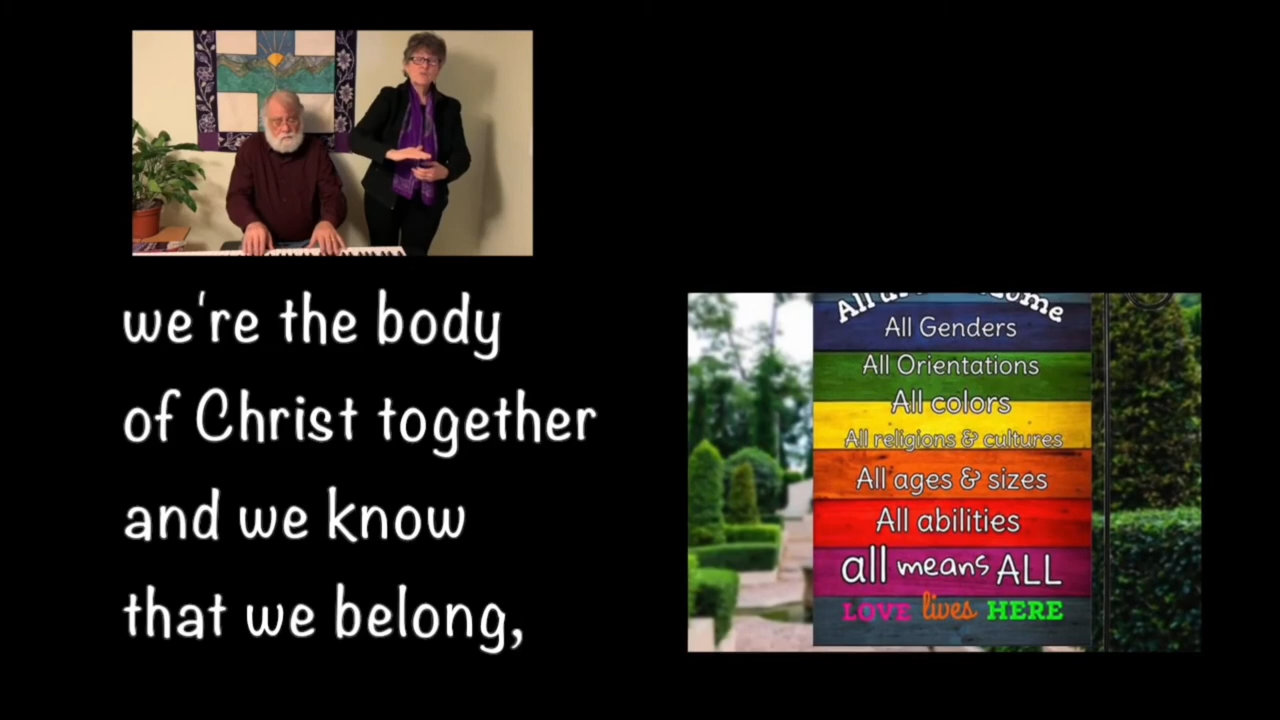 we're the body
of Christ together
and we know
that we belong,
All Genders
All Orientations
All colors
All religions & cultures
All ages & sizes
All abilities
all means ALL
LOVE lives HERE